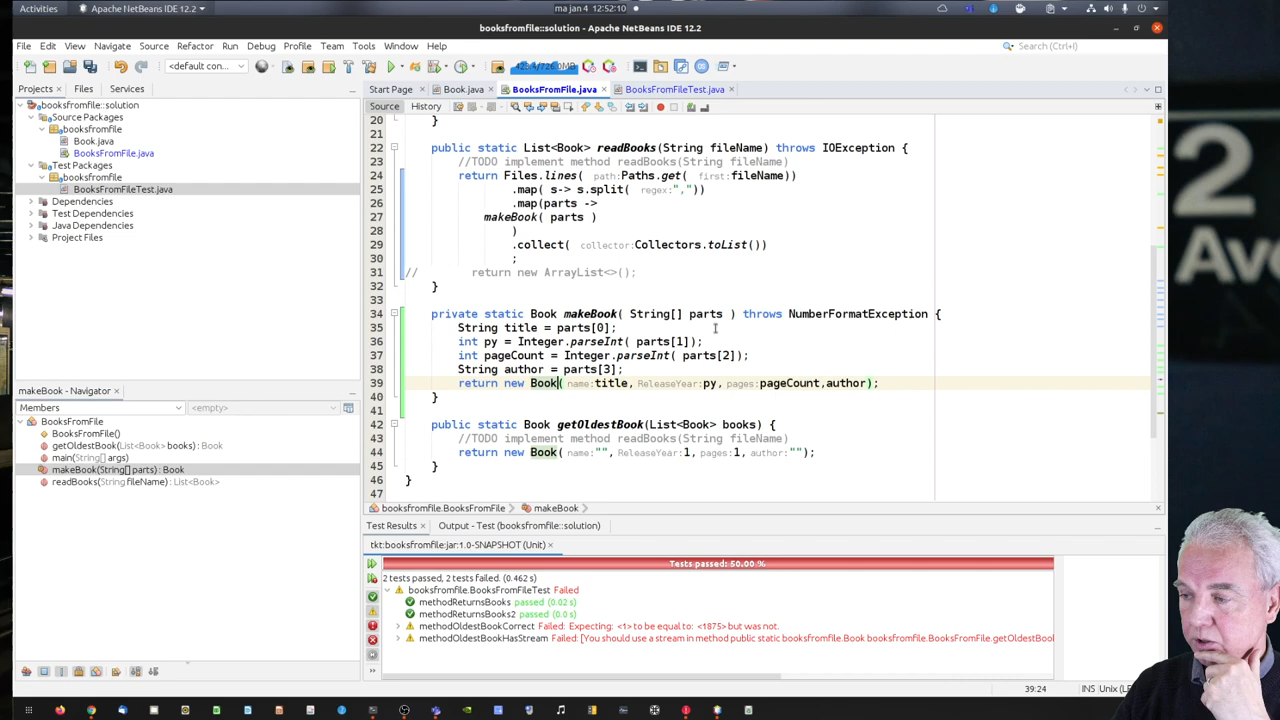 Activities
Apache NetBeans IDE 12.2
ma jan 4 12:52:10
booksfromfile::solution - Apache NetBeans IDE 12.2
File Edit View Navigate Source Refactor Run Debug Profile Team Tools Window Help
Search (Ctrl+I)
<default con...
Projects Files Services
Start Page Book.java BooksFromFile.java BooksFromFileTest.java
Source History
booksfromfile::solution
Source Packages
booksfromfile
Book.java
BooksFromFile.java
Test Packages
booksfromfile
BooksFromFileTest.java
Dependencies
Test Dependencies
Java Dependencies
Project Files
20 }
21
22 public static List<Book> readBooks(String fileName) throws IOException {
23 //TODO implement method readBooks(String fileName)
24 return Files.lines( path:Paths.get( first:fileName))
25 .map( s-> s.split( regex:","))
26 .map(parts ->
27 makeBook( parts )
28 )
29 .collect( collector:Collectors.toList())
30 ;
31 // return new ArrayList<>();
32 }
33
34 private static Book makeBook( String[] parts ) throws NumberFormatException {
35 String title = parts[0];
36 int py = Integer.parseInt( parts[1]);
37 int pageCount = Integer.parseInt( parts[2]);
38 String author = parts[3];
39 return new Book( name:title, ReleaseYear:py, pages:pageCount,author);
40 }
41
42 public static Book getOldestBook(List<Book> books) {
43 //TODO implement method readBooks(String fileName)
44 return new Book( name:"", ReleaseYear:1, pages:1,"");
45 }
46 }
47
makeBook - Navigator
Members
<empty>
BooksFromFile
BooksFromFile()
getOldestBook(List<Book> books) : Book
main(String[] args)
makeBook(String[] parts) : Book
readBooks(String fileName) : List<Book>
booksfromfile.BooksFromFile makeBook
Test Results Output - Test (booksfromfile::solution)
tkt:booksfromfile:jar:1.0-SNAPSHOT (Unit)
Tests passed: 50.00 %
2 tests passed, 2 tests failed. (0.462 s)
booksfromfile.BooksFromFileTest Failed
methodReturnsBooks passed (0.02 s)
methodReturnsBooks2 passed (0.0 s)
methodOldestBookCorrect Failed: Expecting: <1> to be equal to: <1875> but was not.
methodOldestBookHasStream Failed: [You should use a stream in method public static booksfromfile.Book booksfromfile.BooksFromFile.getOldestBool
39:24
INS
2
Ave